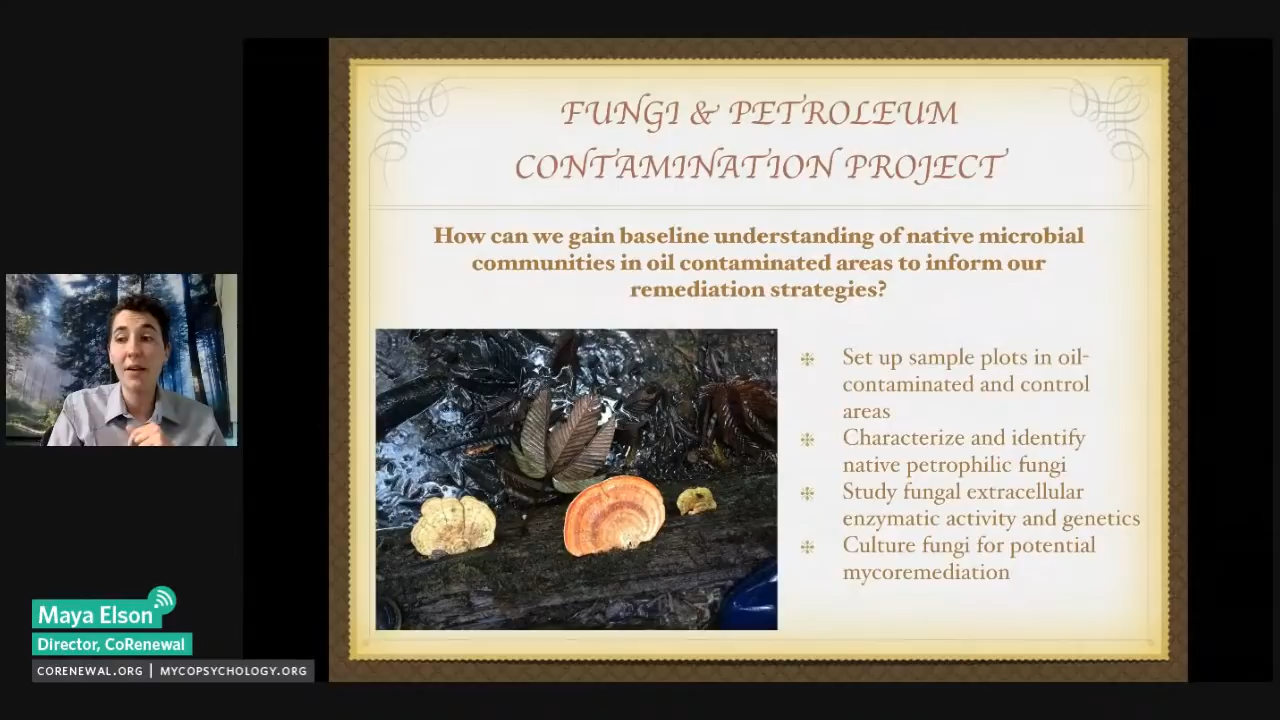 FUNGI & PETROLEUM
CONTAMINATION PROJECT
How can we gain baseline understanding of native microbial
communities in oil contaminated areas to inform our
remediation strategies?
Set up sample plots in oil-
contaminated and control
areas
Characterize and identify
native petrophilic fungi
Study fungal extracellular
enzymatic activity and genetics
Culture fungi for potential
mycoremediation
Maya Elson
Director, CoRenewal
CORENEWAL.ORG | MYCOPSYCHOLOGY.ORG